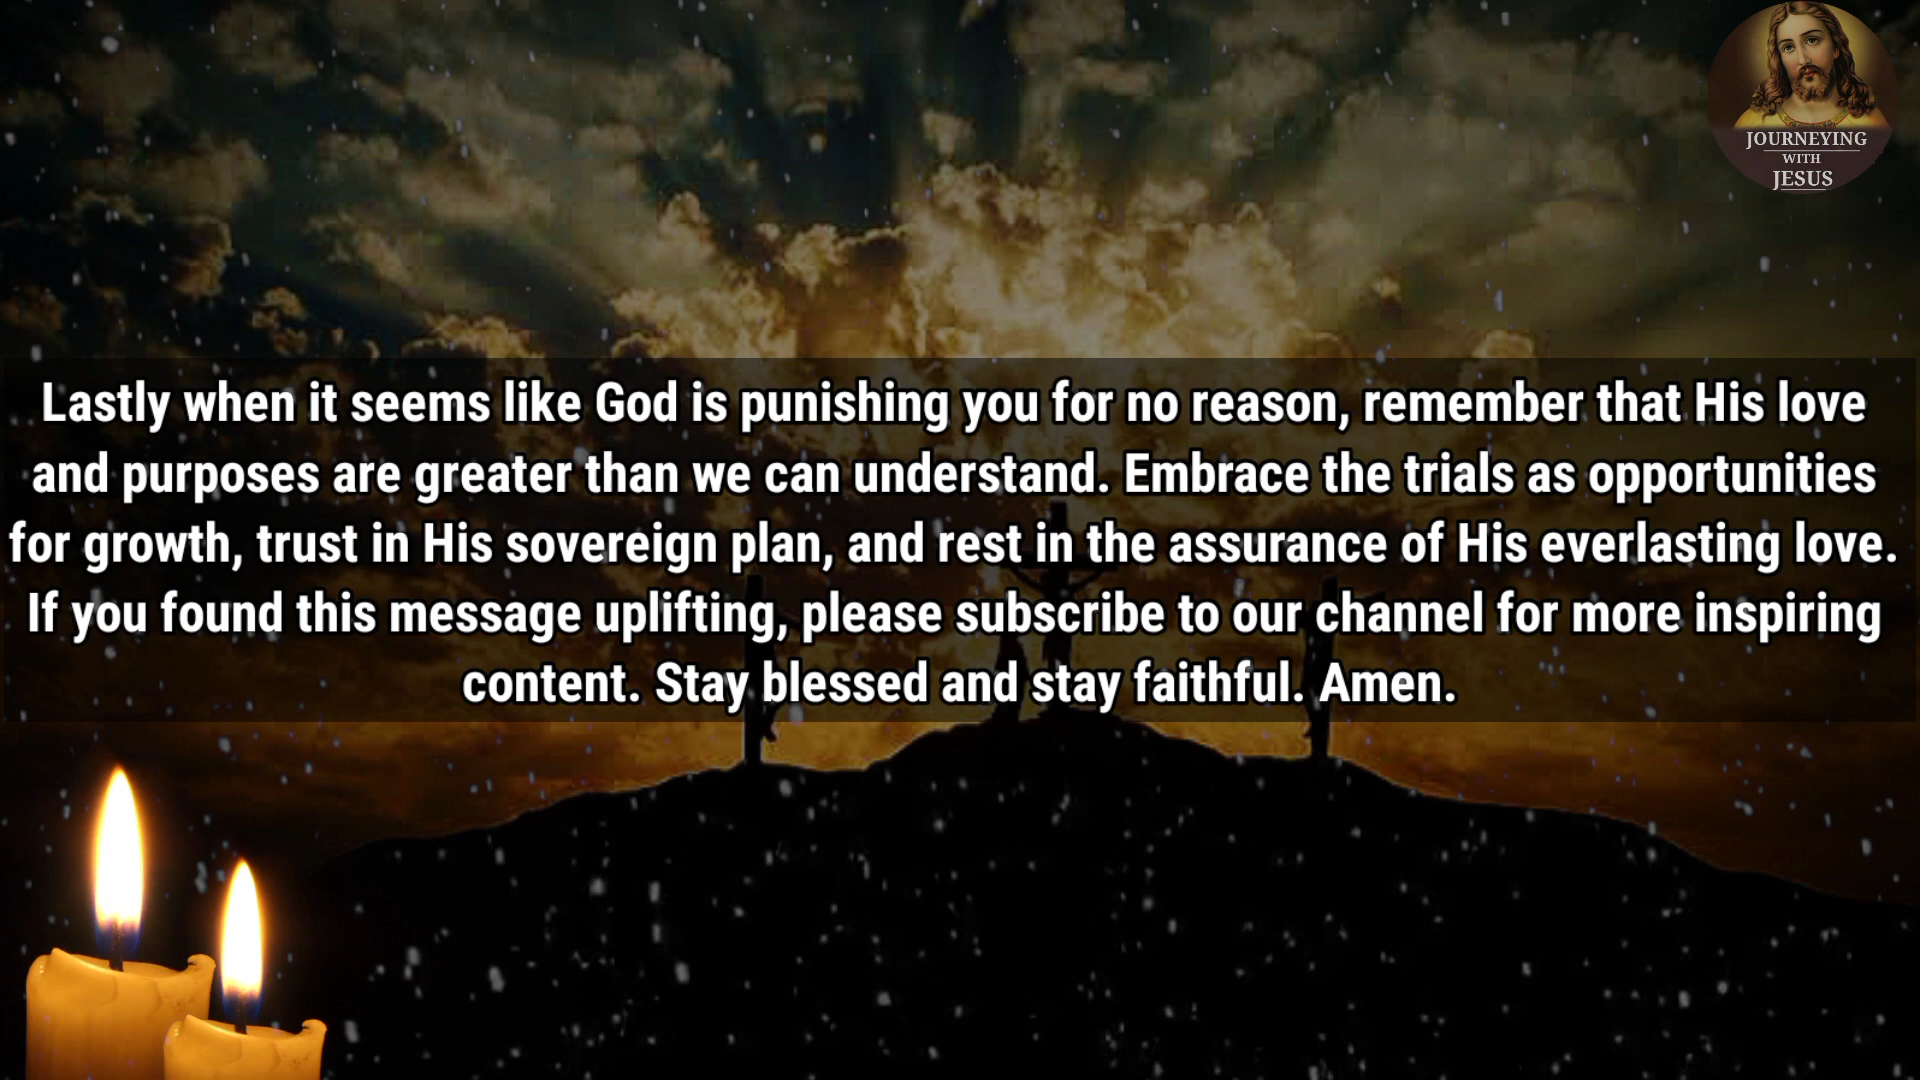 JOURNEYING
WITH
JESUS
Lastly when it seems like God is punishing you for no reason, remember that His love
and purposes are greater than we can understand. Embrace the trials as opportunities
for growth, trust in His sovereign plan, and rest in the assurance of His everlasting love.
If you found this message uplifting, please subscribe to our channel for more inspiring
content. Stay blessed and stay faithful. Amen.